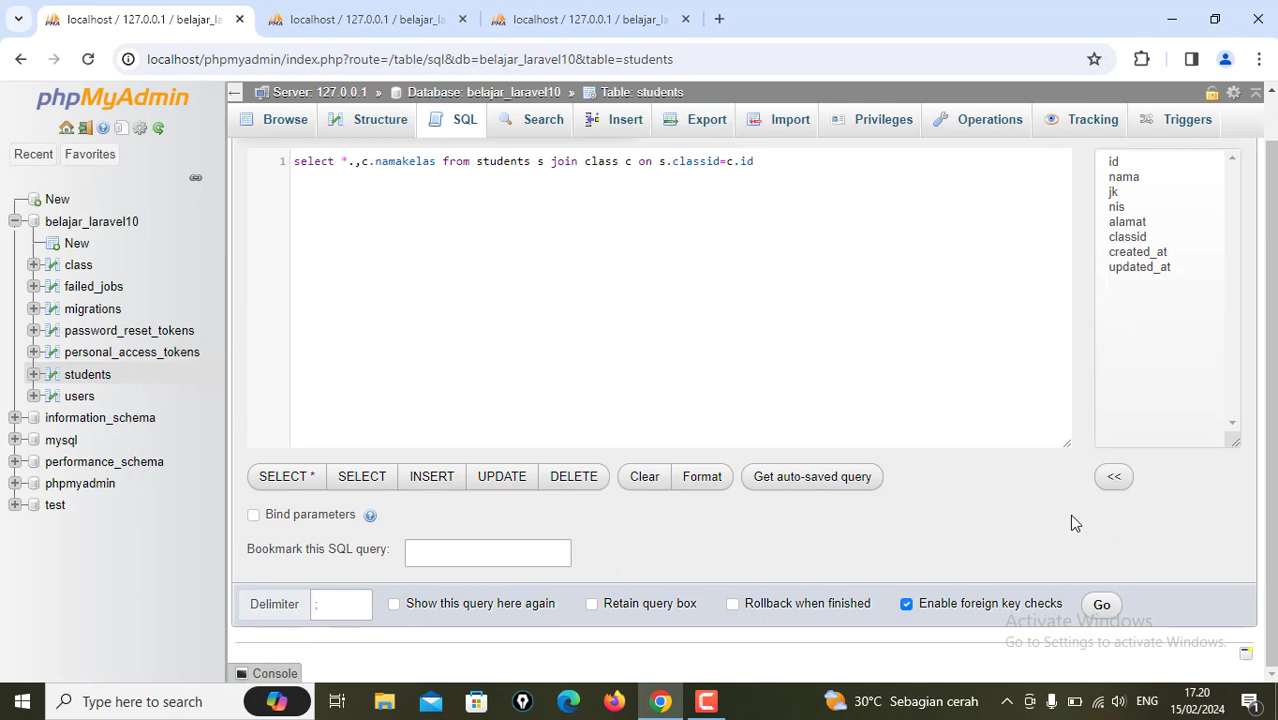 localhost / 127.0.0.1 / belajar_l
localhost / 127.0.0.1 / belajar_l
localhost / 127.0.0.1 / belajar_l
localhost/phpmyadmin/index.php?route=/table/sql&db=belajar_laravel10&table=students
phpMyAdmin
Recent
Favorites
New
belajar_laravel10
New
class
failed_jobs
migrations
password_reset_tokens
personal_access_tokens
students
users
information_schema
mysql
performance_schema
phpmyadmin
test
Server: 127.0.0.1 » Database: belajar_laravel10 » Table: students
Browse
Structure
SQL
Search
Insert
Export
Import
Privileges
Operations
Tracking
Triggers
1 select *.,c.namakelas from students s join class c on s.classid=c.id
id
nama
jk
nis
alamat
classid
created_at
updated_at
SELECT * SELECT INSERT UPDATE DELETE Clear Format Get auto-saved query <<
Bind parameters
Bookmark this SQL query:
Delimiter ; Show this query here again Retain query box Rollback when finished Enable foreign key checks Go
Activate Windows
Go to Settings to activate Windows.
Console
Type here to search
30°C Sebagian cerah
ENG
17.20
15/02/2024
1